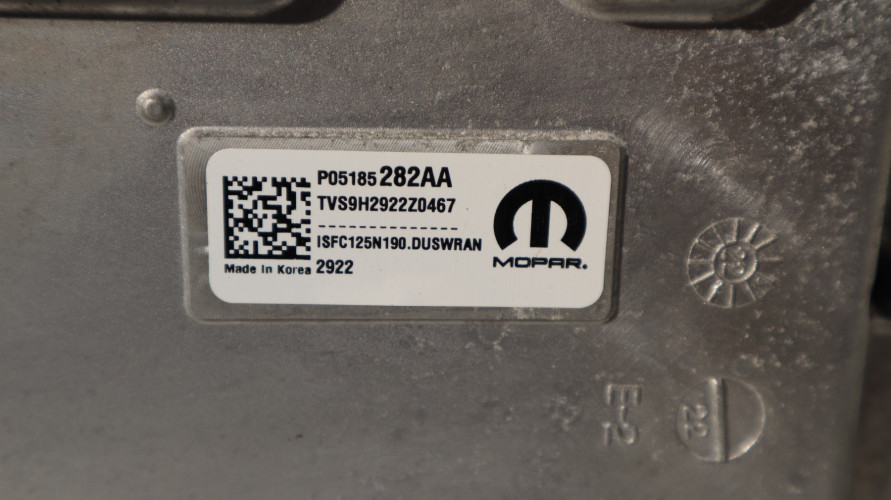 P05185282AA
TVS9H2922Z0467
ISFC125N190.DUSWRAN
Made In Korea 2922
MOPAR.
E-2
22